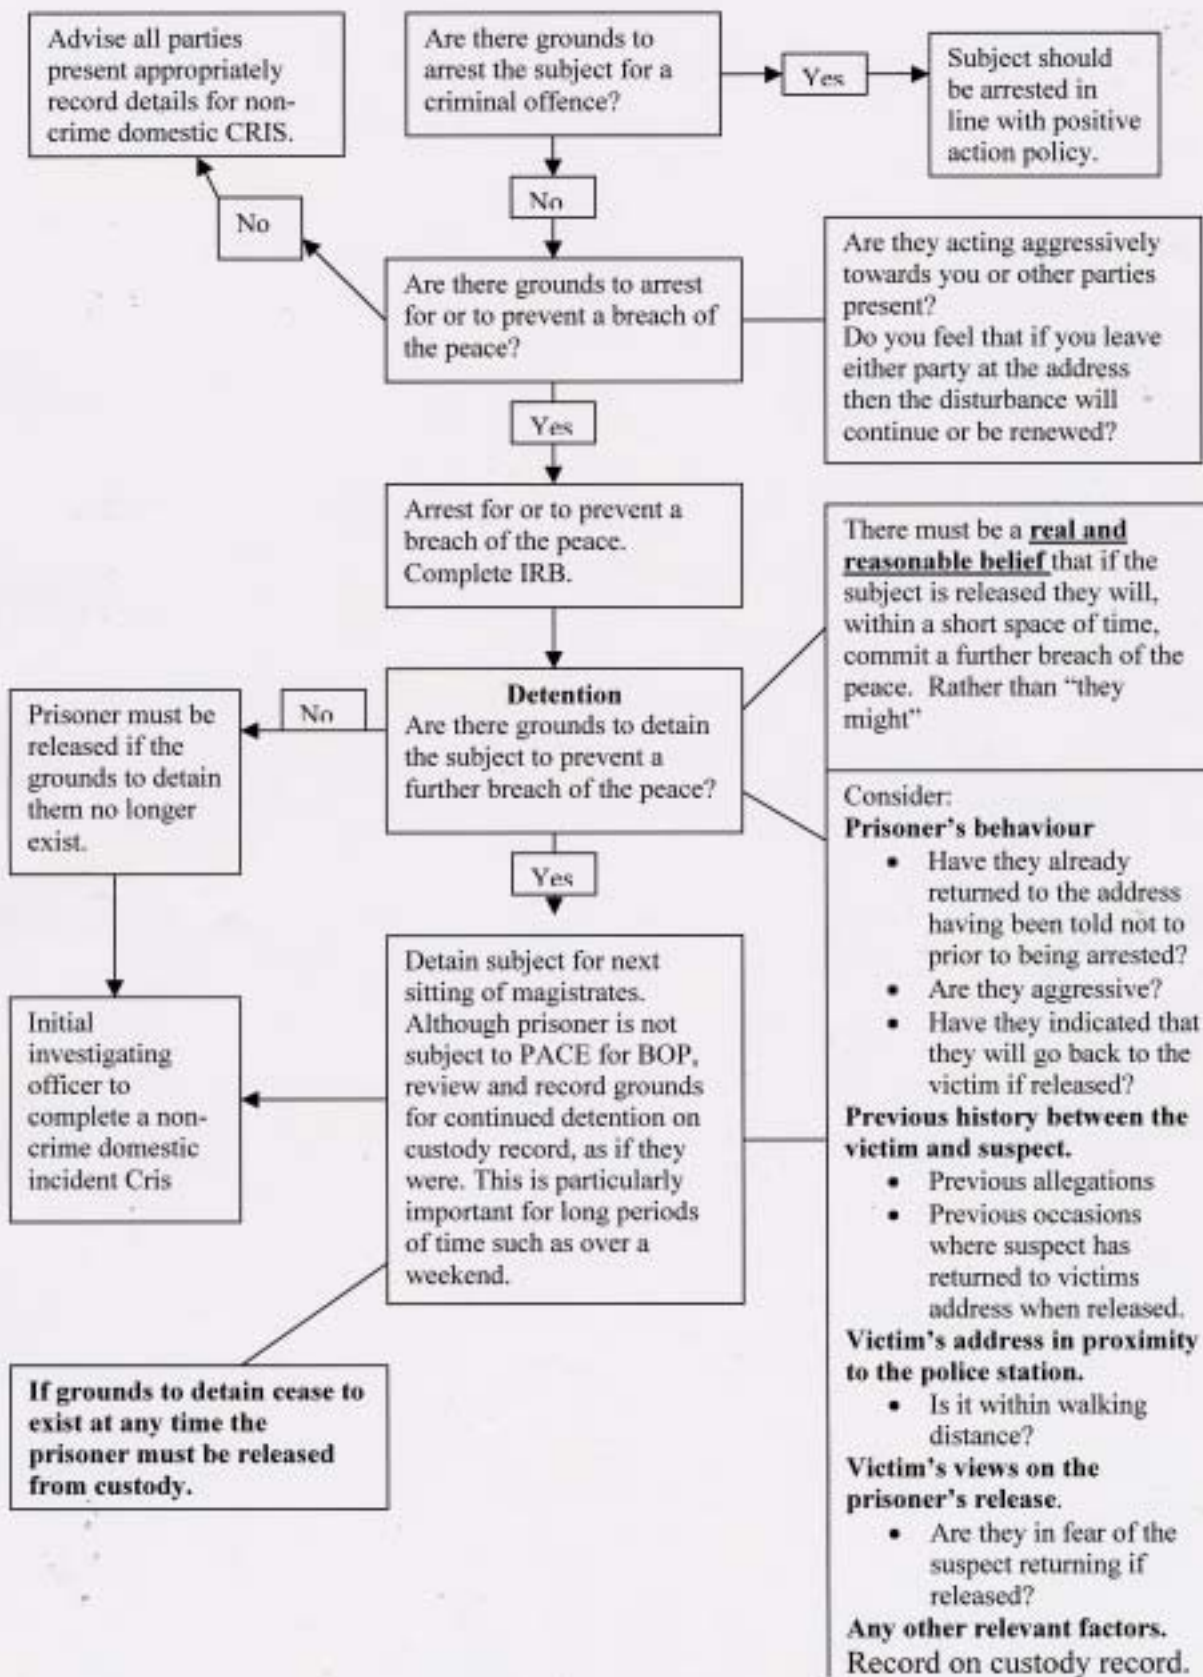 Advise all parties
present appropriately
record details for non-
crime domestic CRIS.
Are there grounds to
arrest the subject for a
criminal offence?
Yes
Subject should
be arrested in
line with positive
action policy.
No
No
Are there grounds to arrest
for or to prevent a breach of
the peace?
Are they acting aggressively
towards you or other parties
present?
Do you feel that if you leave
either party at the address
then the disturbance will
continue or be renewed?
Yes
Arrest for or to prevent a
breach of the peace.
Complete IRB.
There must be a real and
reasonable belief that if the
subject is released they will,
within a short space of time,
commit a further breach of the
peace. Rather than “they
might”
Detention
Are there grounds to detain
the subject to prevent a
further breach of the peace?
No
Prisoner must be
released if the
grounds to detain
them no longer
exist.
Yes
Detain subject for next
sitting of magistrates.
Although prisoner is not
subject to PACE for BOP,
review and record grounds
for continued detention on
custody record, as if they
were. This is particularly
important for long periods
of time such as over a
weekend.
Initial
investigating
officer to
complete a non-
crime domestic
incident Cris
If grounds to detain cease to
exist at any time the
prisoner must be released
from custody.
Consider:
Prisoner’s behaviour
• Have they already
returned to the address
having been told not to
prior to being arrested?
• Are they aggressive?
• Have they indicated that
they will go back to the
victim if released?
Previous history between the
victim and suspect.
• Previous allegations
• Previous occasions
where suspect has
returned to victims
address when released.
Victim’s address in proximity
to the police station.
• Is it within walking
distance?
Victim’s views on the
prisoner’s release.
• Are they in fear of the
suspect returning if
released?
Any other relevant factors.
Record on custody record.